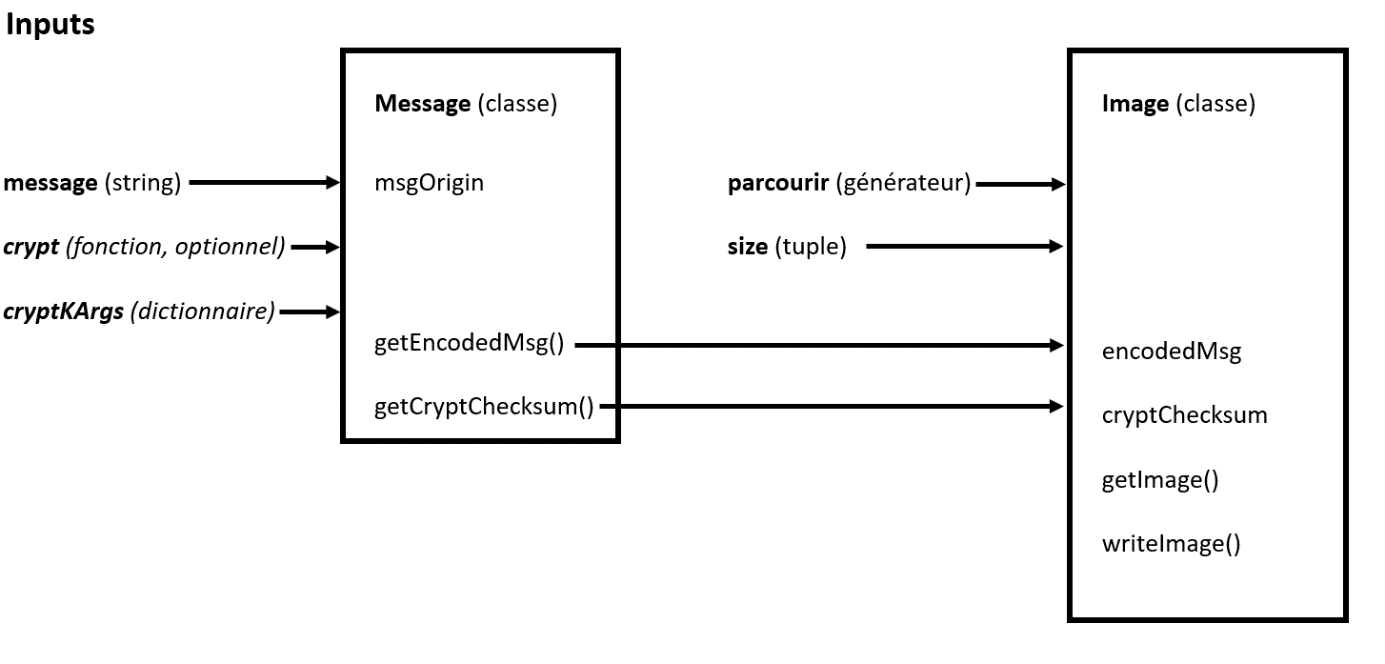 Inputs
Message (classe)
Image (classe)
message (string)
msgOrigin
parcourir (générateur)
crypt (fonction, optionnel)
size (tuple)
cryptKArgs (dictionnaire)
getEncodedMsg()
encodedMsg
getCryptChecksum()
cryptChecksum
getImage()
writeImage()